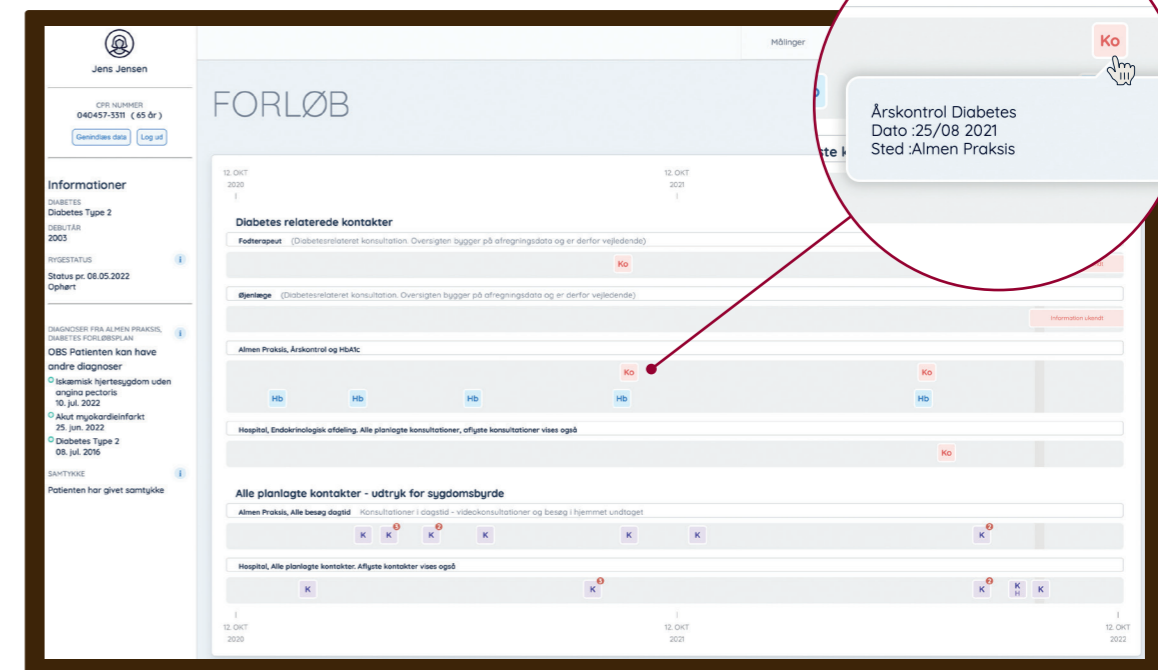 Jens Jensen
CPR NUMMER
040457-3311 ( 65 år )
Genindlæs data
Log ud
Informationer
DIABETES
Diabetes Type 2
DEBUTÅR
2003
RYGESTATUS
i
Status pr. 08.05.2022
Ophørt
DIAGNOSER FRA ALMEN PRAKSIS,
DIABETES FORLØBSPLAN
i
OBS Patienten kan have
andre diagnoser
Iskæmisk hjertesygdom uden
angina pectoris
10. jul. 2022
Akut myokardieinfarkt
25. jun. 2022
Diabetes Type 2
08. jul. 2016
SAMTYKKE
i
Patienten har givet samtykke
Målinger
FORLØB
Ko
Årskontrol Diabetes
Dato :25/08 2021
Sted :Almen Praksis
12. OKT
2020
12. OKT
2021
Diabetes relaterede kontakter
Fodterapeut (Diabetesrelateret konsultation. Oversigten bygger på afregningsdata og er derfor vejledende)
Ko
Øjenlæge (Diabetesrelateret konsultation. Oversigten bygger på afregningsdata og er derfor vejledende)
Information ukendt
Almen Praksis, Årskontrol og HbA1c
Ko Ko
Hb Hb Hb Hb Hb
Hospital, Endokrinologisk afdeling. Alle planlagte konsultationer, aflyste konsultationer vises også
Ko
Alle planlagte kontakter - udtryk for sygdomsbyrde
Almen Praksis, Alle besøg dagtid Konsultationer i dagstid - videokonsultationer og besøg i hjemmet undtaget
K K 3 K 2 K K K K 2
Hospital, Alle planlagte kontakter. Aflyste kontakter vises også
K K 3 K 2 K H K
12. OKT
2020
12. OKT
2021
12. OKT
2022